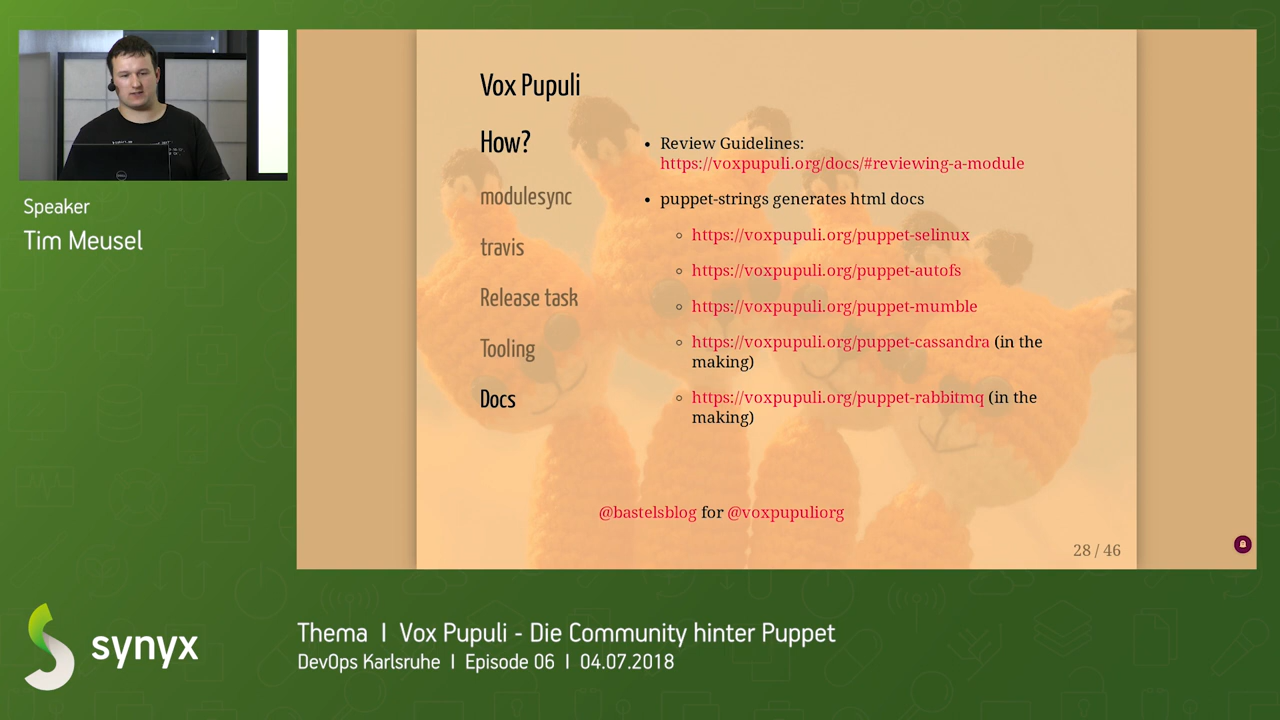 Speaker
Tim Meusel
Vox Pupuli
How?
modulesync
travis
Release task
Tooling
Docs
• Review Guidelines:
https://voxpupuli.org/docs/#reviewing-a-module
• puppet-strings generates html docs
◦ https://voxpupuli.org/puppet-selinux
◦ https://voxpupuli.org/puppet-autofs
◦ https://voxpupuli.org/puppet-mumble
◦ https://voxpupuli.org/puppet-cassandra (in the
making)
◦ https://voxpupuli.org/puppet-rabbitmq (in the
making)
@bastelsblog for @voxpupuliorg
28 / 46
synyx
Thema I Vox Pupuli - Die Community hinter Puppet
DevOps Karlsruhe I Episode 06 I 04.07.2018